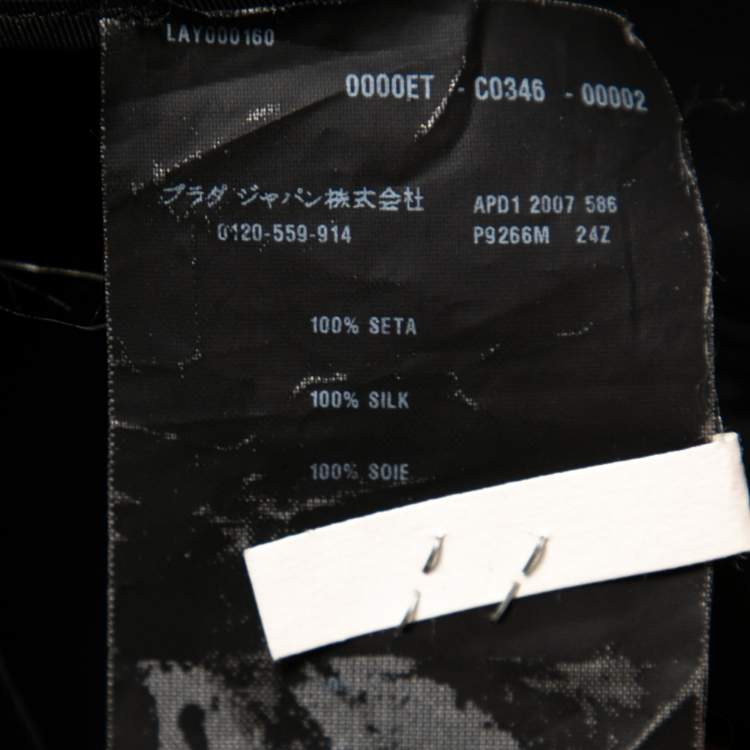 LAY000160
0000ET - C0346 - 00002
プラダ ジャパン株式会社 APD1 2007 586
0120-559-914 P9266M 24Z
100% SETA
100% SILK
100% SOIE